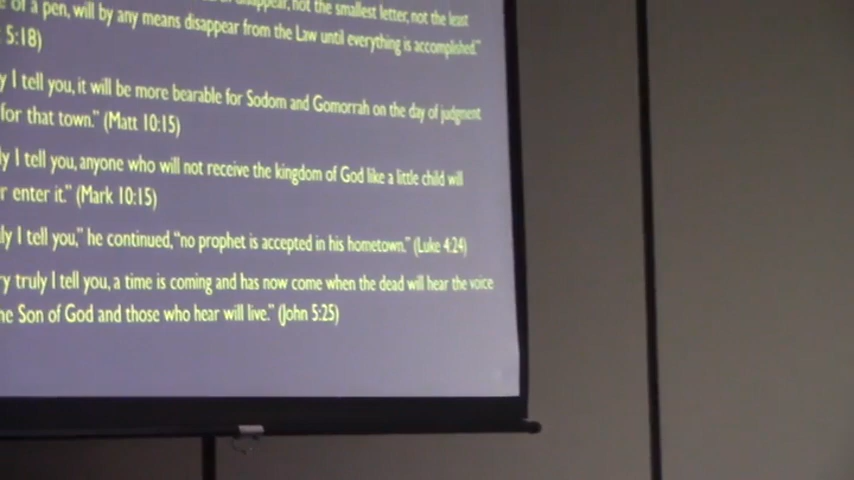 not the smallest letter, not the least
of a pen, will by any means disappear from the Law until everything is accomplished."
5:18)
y I tell you, it will be more bearable for Sodom and Gomorrah on the day of judgment
for that town." (Matt 10:15)
ly I tell you, anyone who will not receive the kingdom of God like a little child will
r enter it." (Mark 10:15)
ly I tell you," he continued, "no prophet is accepted in his hometown." (Luke 4:24)
ry truly I tell you, a time is coming and has now come when the dead will hear the voice
he Son of God and those who hear will live." (John 5:25)